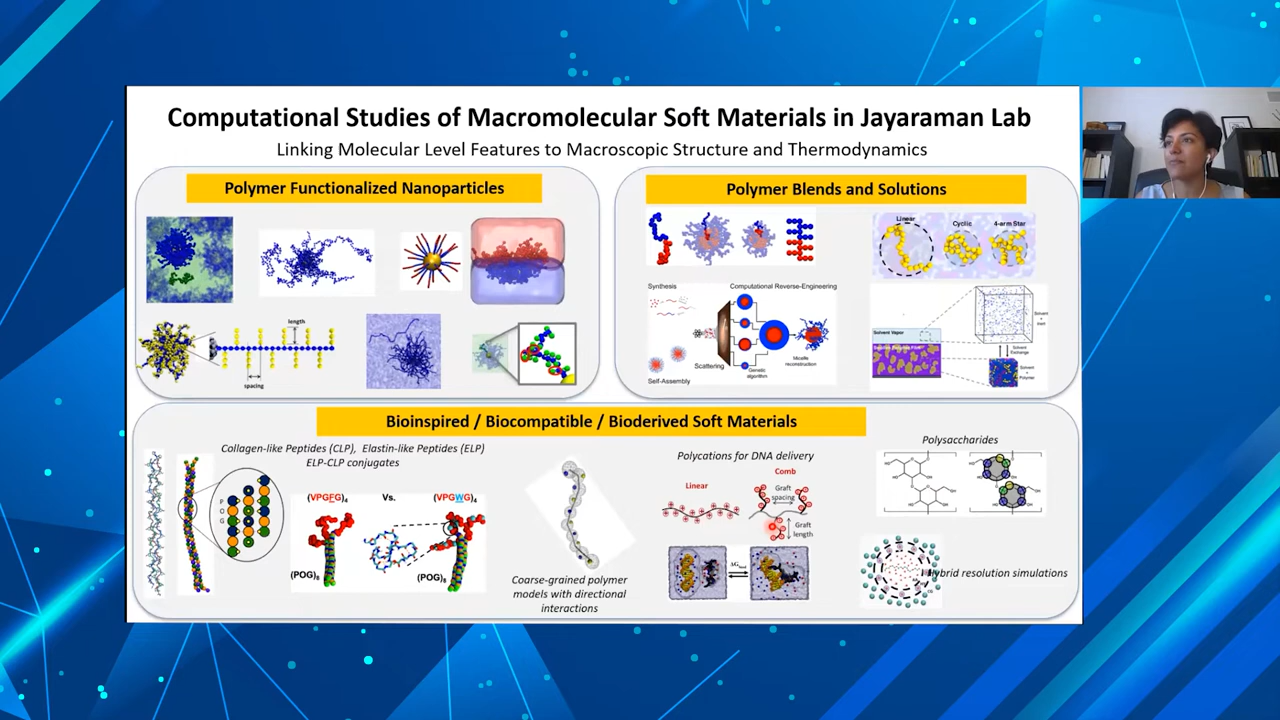 Computational Studies of Macromolecular Soft Materials in Jayaraman Lab
Linking Molecular Level Features to Macroscopic Structure and Thermodynamics
Polymer Functionalized Nanoparticles
length
spacing
Polymer Blends and Solutions
Linear
Cyclic
4-arm Star
Synthesis
Computational Reverse-Engineering
Scattering
Genetic
algorithm
Micelle
reconstruction
Self-Assembly
Solvent Vapor
Solvent
+
Inert
Solvent
Exchange
Solvent
+
Polymer
Bioinspired / Biocompatible / Bioderived Soft Materials
Collagen-like Peptides (CLP), Elastin-like Peptides (ELP)
ELP-CLP conjugates
P
O
G
(VPGFG)4
Vs.
(VPGWG)4
(POG)8
(POG)8
Coarse-grained polymer
models with directional
interactions
Polycations for DNA delivery
Linear
Comb
Graft
spacing
Graft
length
Polysaccharides
Hybrid resolution simulations